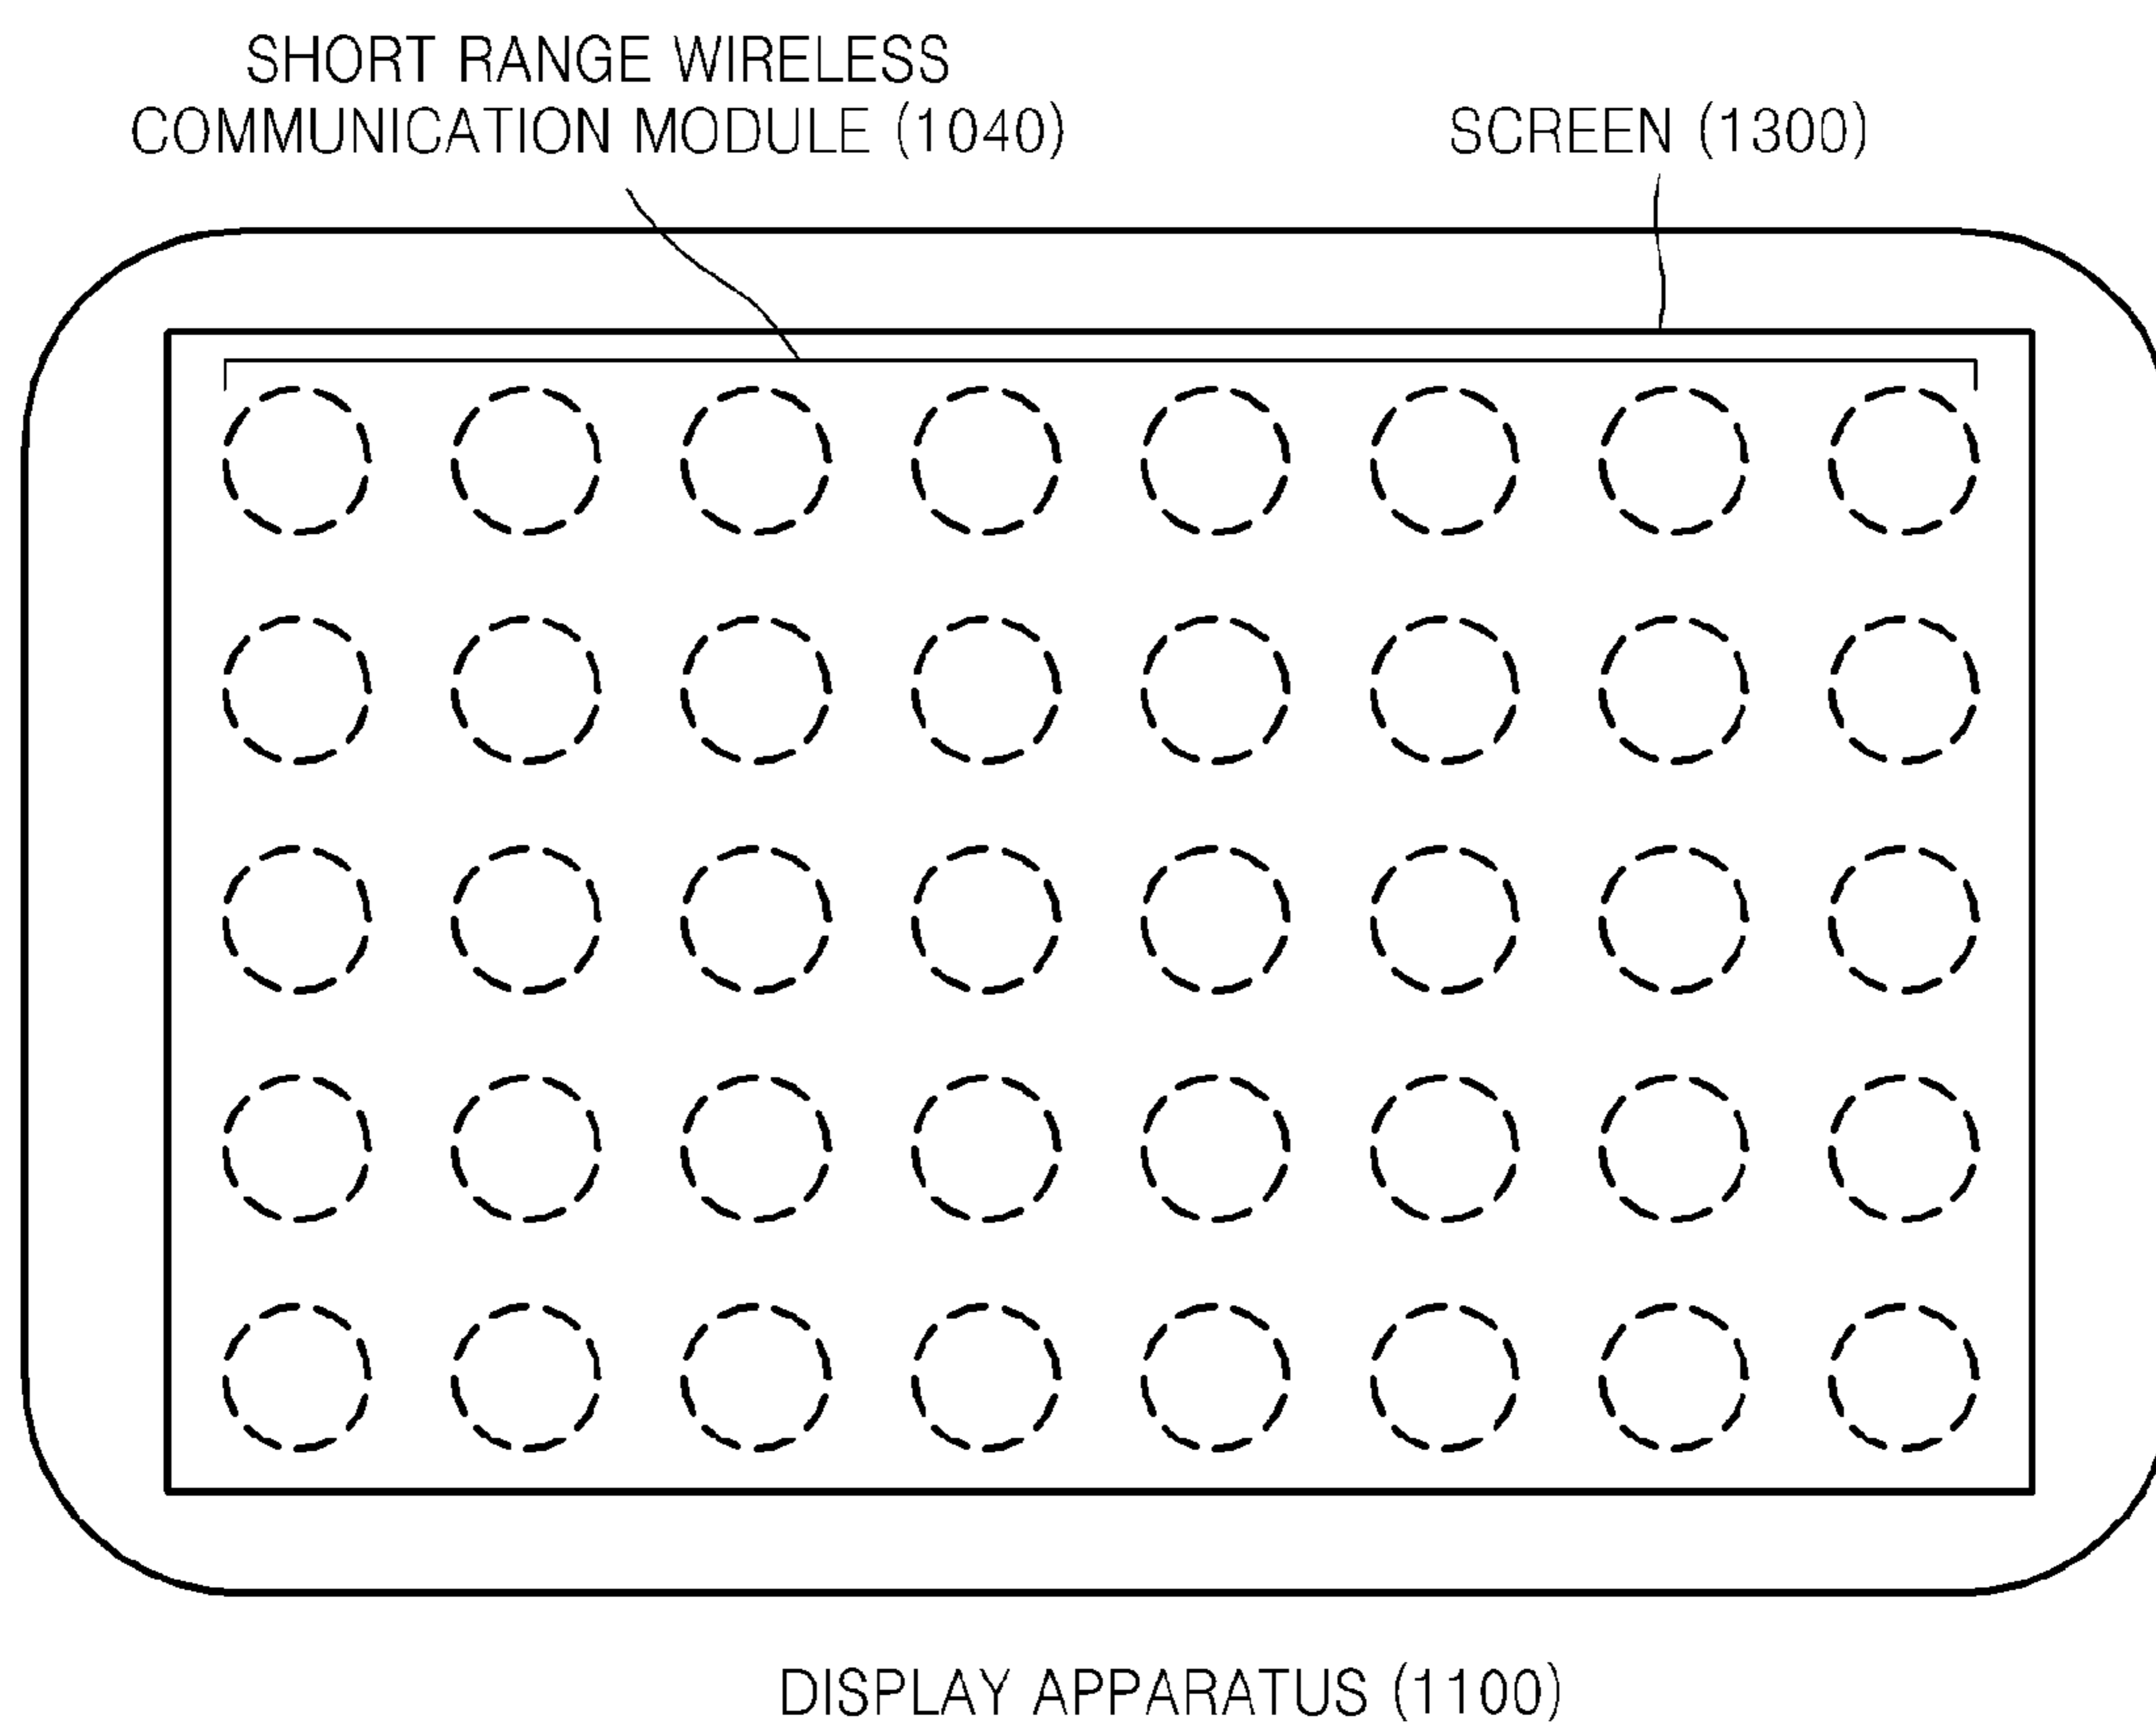 SHORT RANGE WIRELESS
COMMUNICATION MODULE (1040)
SCREEN (1300)
DISPLAY APPARATUS (1100)